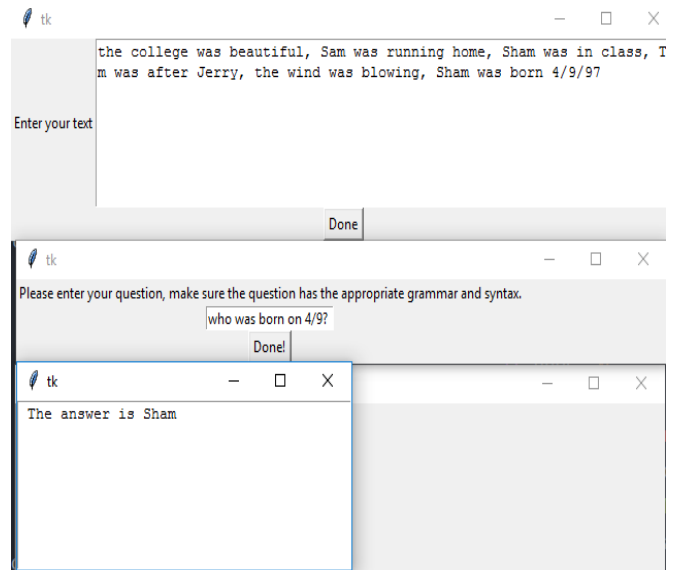 tk
the college was beautiful, Sam was running home, Sham was in class, T
m was after Jerry, the wind was blowing, Sham was born 4/9/97
Enter your text
Done
tk
Please enter your question, make sure the question has the appropriate grammar and syntax.
who was born on 4/9?
Done!
tk
The answer is Sham